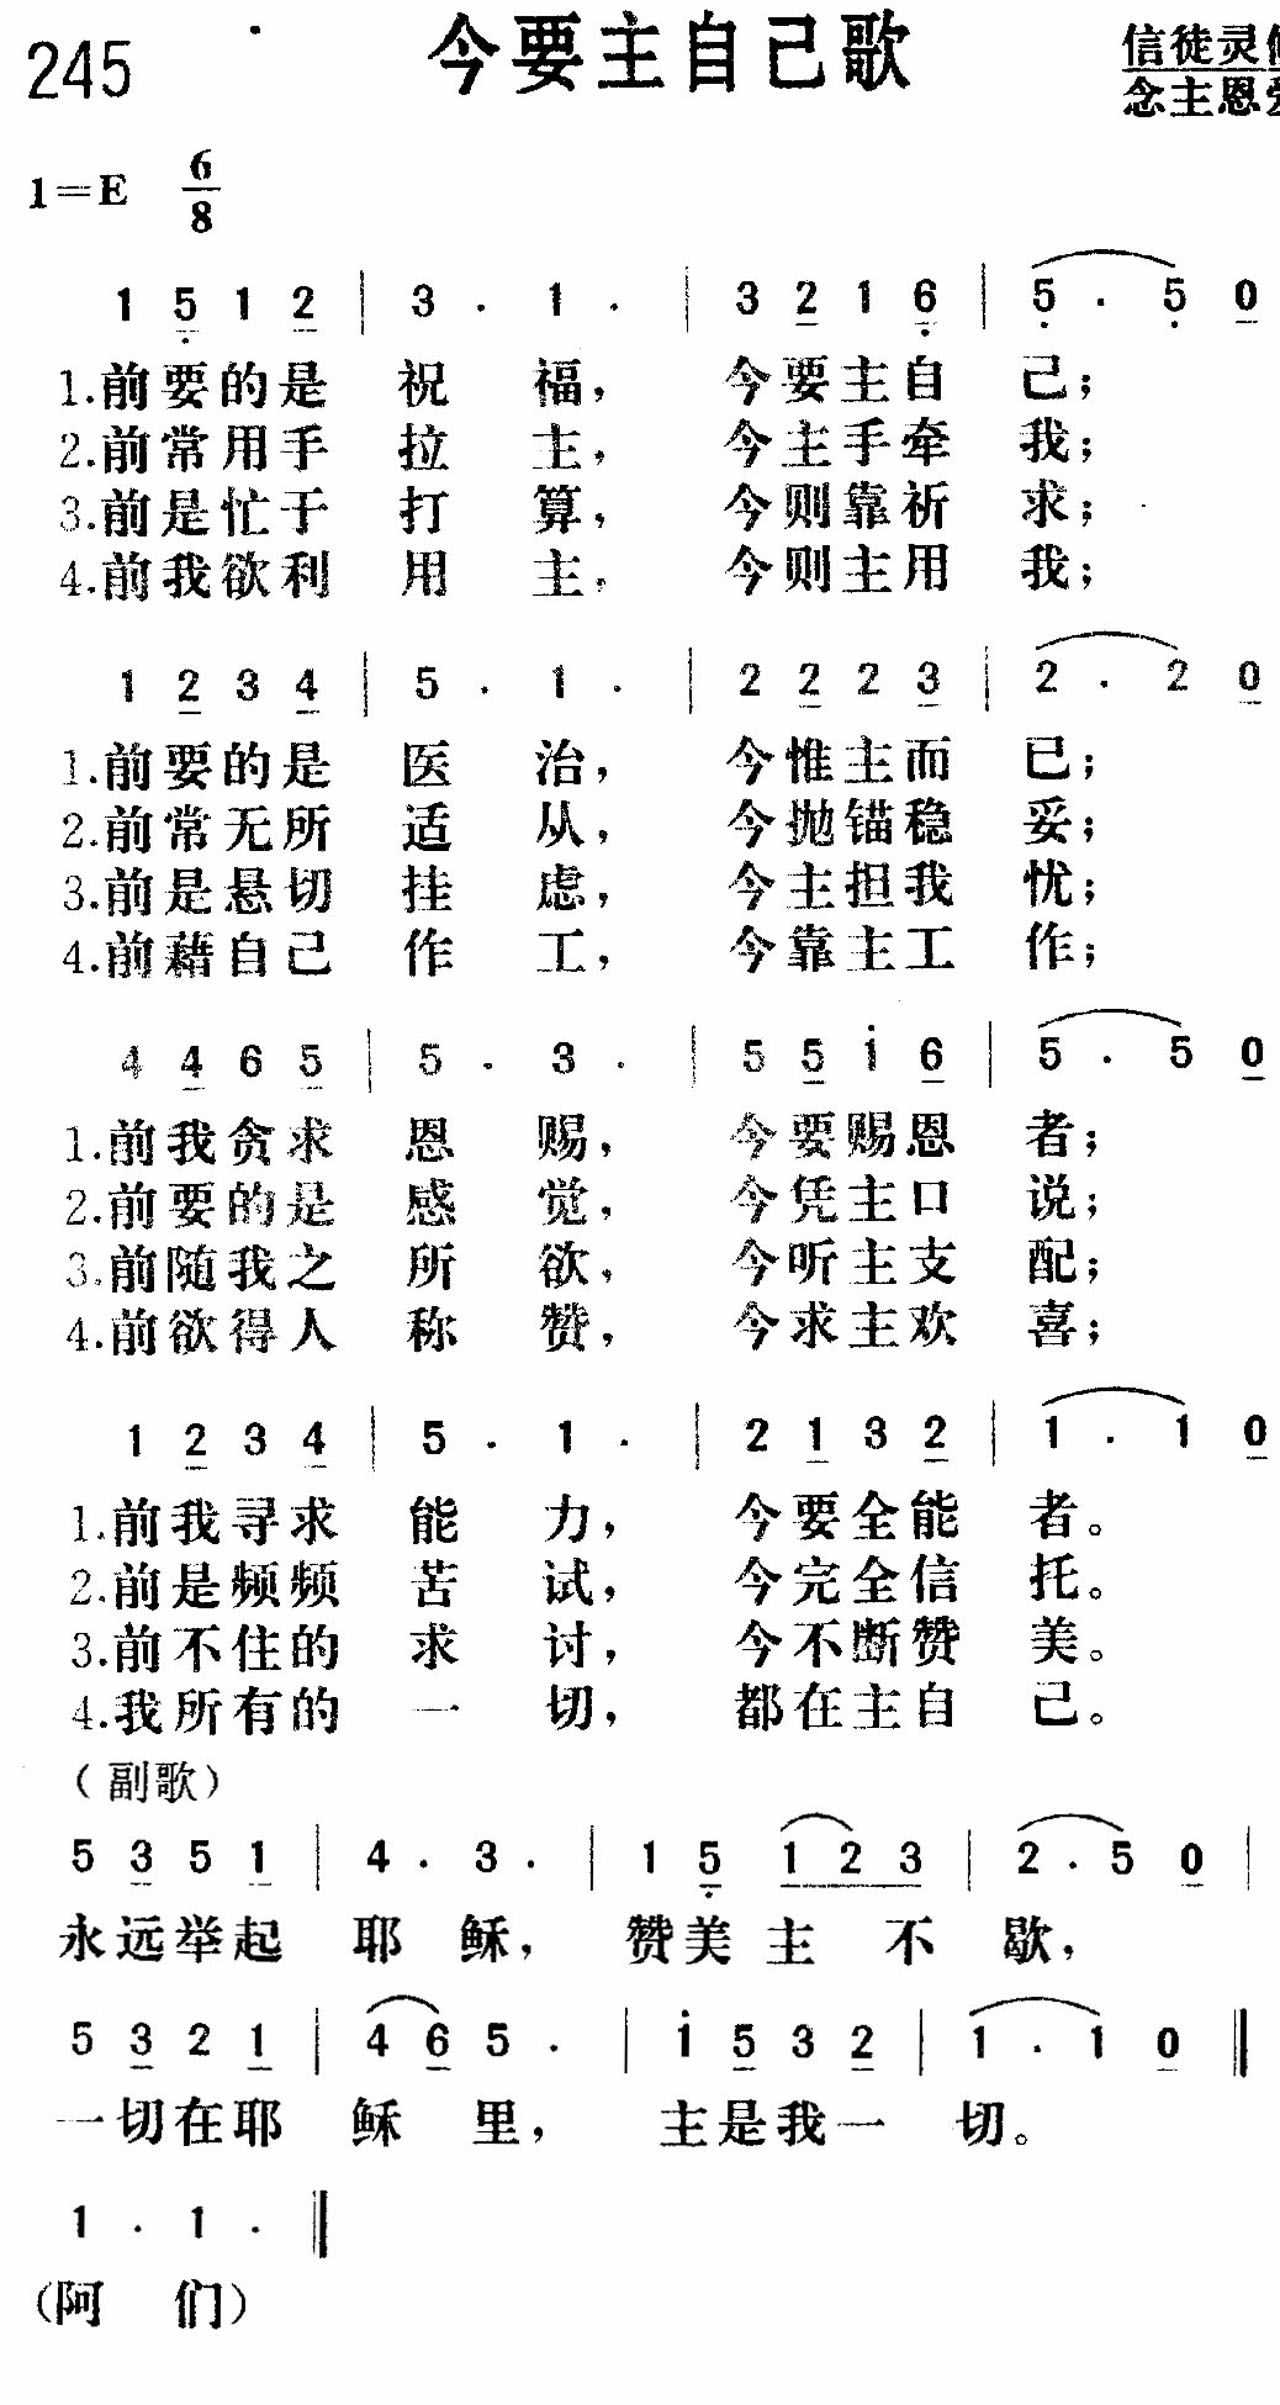 245
今要主自己歌
信徒灵
念主恩爱
1=E 6/8
1 5 1 2 | 3 . 1 . | 3 2 1 6 | 5 . 5 0
1.前要的是祝福，今要主自己；
2.前常用手拉主，今主手牵我；
3.前是忙于打算，今则靠祈求；
4.前我欲利用主，今则主用我；
1 2 3 4 | 5 . 1 . | 2 2 2 3 | 2 . 2 0
1.前要的是医治，今惟主而已；
2.前常无所适从，今抛锚稳妥；
3.前是悬切挂虑，今主担我忧；
4.前藉自己作工，今靠主工作；
4 4 6 5 | 5 . 3 . | 5 5 i 6 | 5 . 5 0
1.前我贪求恩赐，今要赐恩者；
2.前要的是感觉，今凭主口说；
3.前随我之所欲，今听主支配；
4.前欲得人称赞，今求主欢喜；
1 2 3 4 | 5 . 1 . | 2 1 3 2 | 1 . 1 0
1.前我寻求能力，今要全能者。
2.前是频频苦试，今完全信托。
3.前不住的求讨，今不断赞美。
4.我所有的一切，都在主自己。
（副歌）
5 3 5 1 | 4 . 3 . | 1 5 1 2 3 | 2 . 5 0 |
永远举起耶稣，赞美主不歇，
5 3 2 1 | 4 6 5 . | i 5 3 2 | 1 . 1 0 ‖
一切在耶稣里，主是我一切。
1 . 1 . ‖
（阿们）